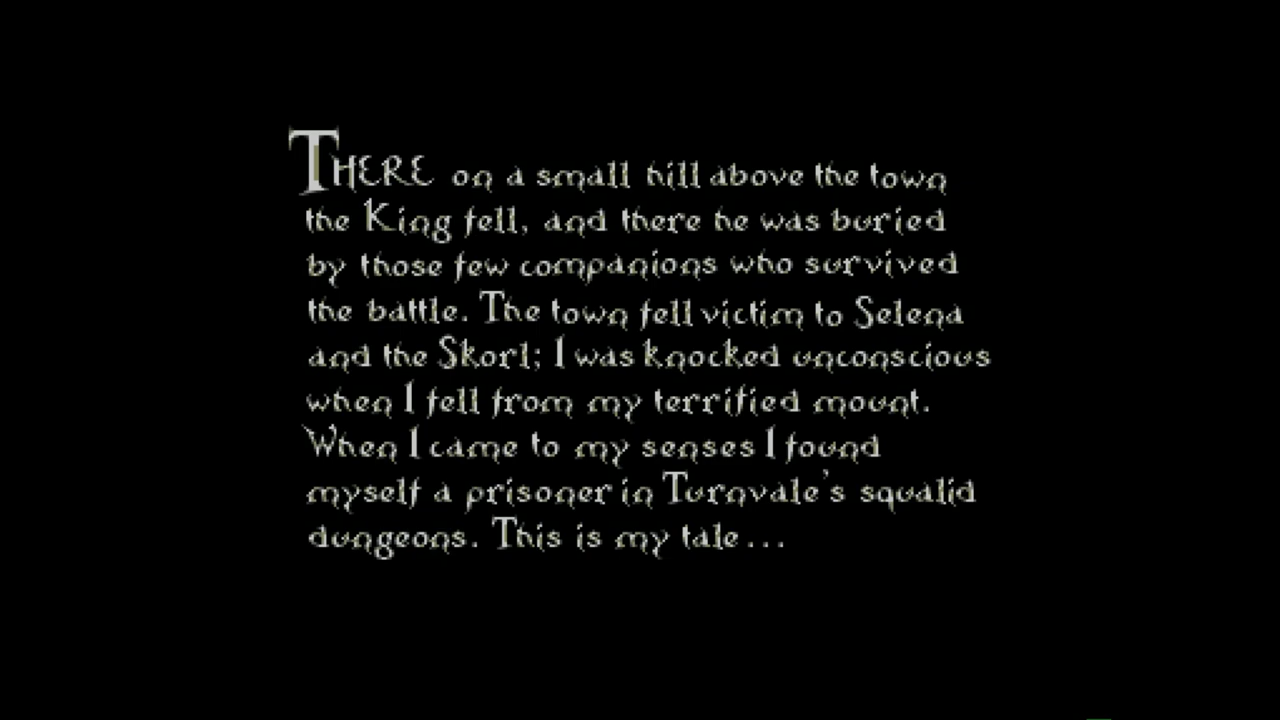 THERE on a small hill above the town
the King fell, and there he was buried
by those few companions who survived
the battle. The town fell victim to Selena
and the Skorl; I was knocked unconscious
when I fell from my terrified mount.
When I came to my senses I found
myself a prisoner in Turnvale's squalid
dungeons. This is my tale...